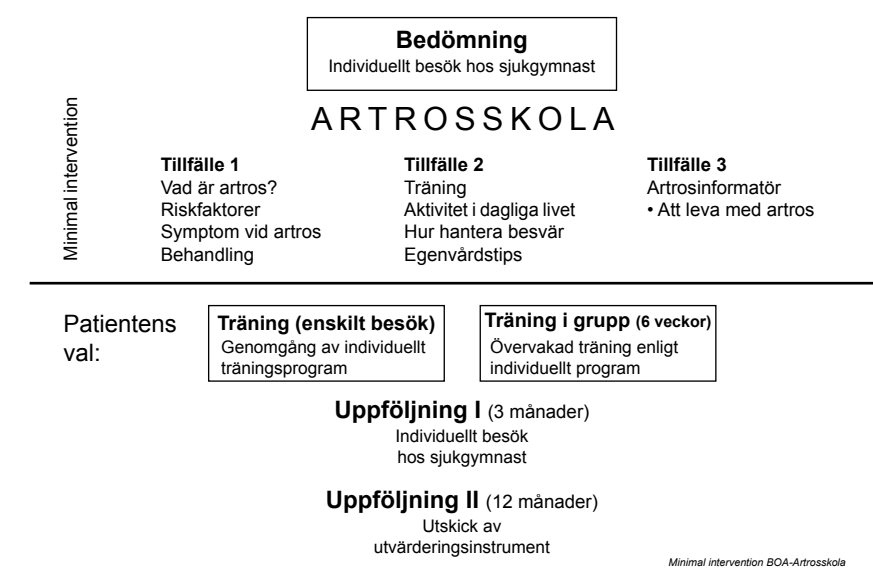 Bedömning
Individuellt besök hos sjukgymnast
ARTROSSKOLA
Minimal intervention
Tillfälle 1
Vad är artros?
Riskfaktorer
Symptom vid artros
Behandling
Tillfälle 2
Träning
Aktivitet i dagliga livet
Hur hantera besvär
Egenvårdstips
Tillfälle 3
Artrosinformatör
• Att leva med artros
Patientens
val:
Träning (enskilt besök)
Genomgång av individuellt
träningsprogram
Träning i grupp (6 veckor)
Övervakad träning enligt
individuellt program
Uppföljning I (3 månader)
Individuellt besök
hos sjukgymnast
Uppföljning II (12 månader)
Utskick av
utvärderingsinstrument
Minimal intervention BOA-Artrosskola